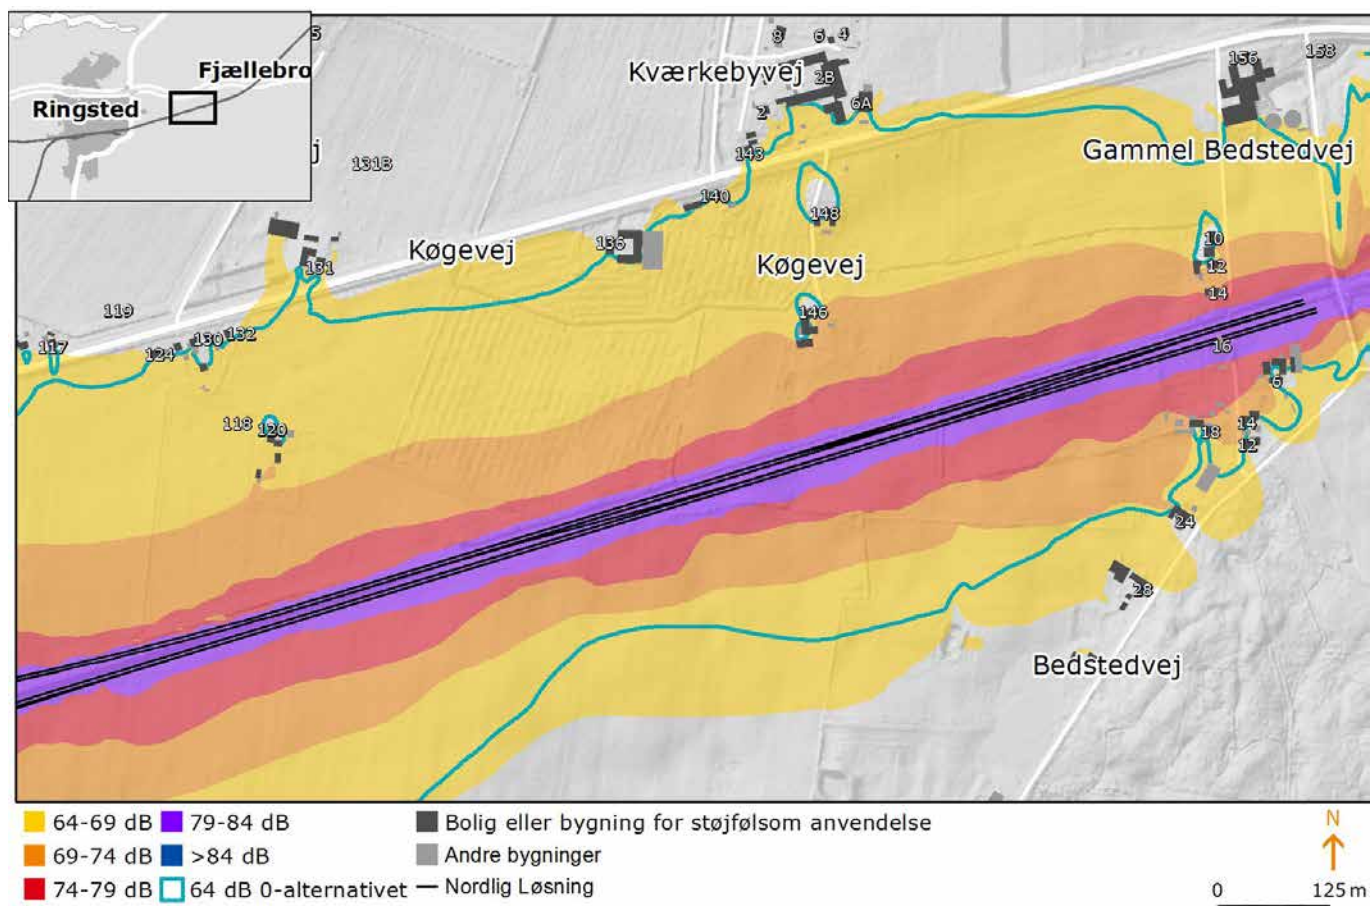 5
Fjællebro
Ringsted
j
8
6
4
Kværkebyvej
2B
156
158
2
6A
143
Gammel Bedstedvej
131B
140
148
10
136
Køgevej
Køgevej
12
131
14
119
146
132
130
117
124
16
6
118
120
14
18
12
24
28
Bedstedvej
64-69 dB
79-84 dB
Bolig eller bygning for støjfølsom anvendelse
N
69-74 dB
>84 dB
Andre bygninger
74-79 dB
64 dB 0-alternativet
Nordlig Løsning
0
125 m